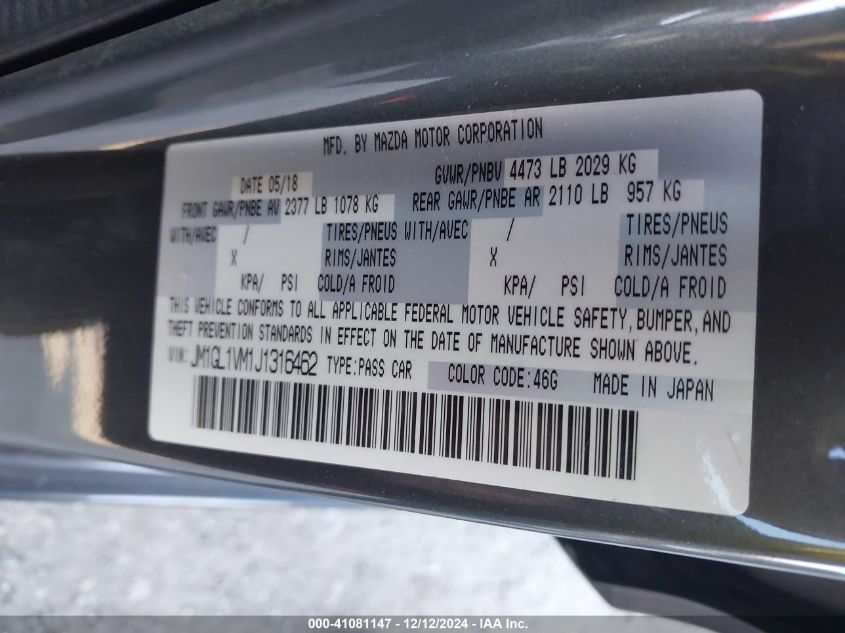 MFD. BY MAZDA MOTOR CORPORATION
DATE 05/18 GVWR/PNBV 4473 LB 2029 KG
FRONT GAWR/PNBE AV 2377 LB 1078 KG REAR GAWR/PNBE AR 2110 LB 957 KG
WITH/AVEC / TIRES/PNEUS WITH/AVEC / TIRES/PNEUS
X RIMS/JANTES X RIMS/JANTES
KPA/ PSI COLD/A FROID KPA/ PSI COLD/A FROID
THIS VEHICLE CONFORMS TO ALL APPLICABLE FEDERAL MOTOR VEHICLE SAFETY, BUMPER, AND
THEFT PREVENTION STANDARDS IN EFFECT ON THE DATE OF MANUFACTURE SHOWN ABOVE.
VIN: JM1GL1VM1J1316462 TYPE:PASS CAR COLOR CODE:46G MADE IN JAPAN
000-41081147 - 12/12/2024 - IAA Inc.